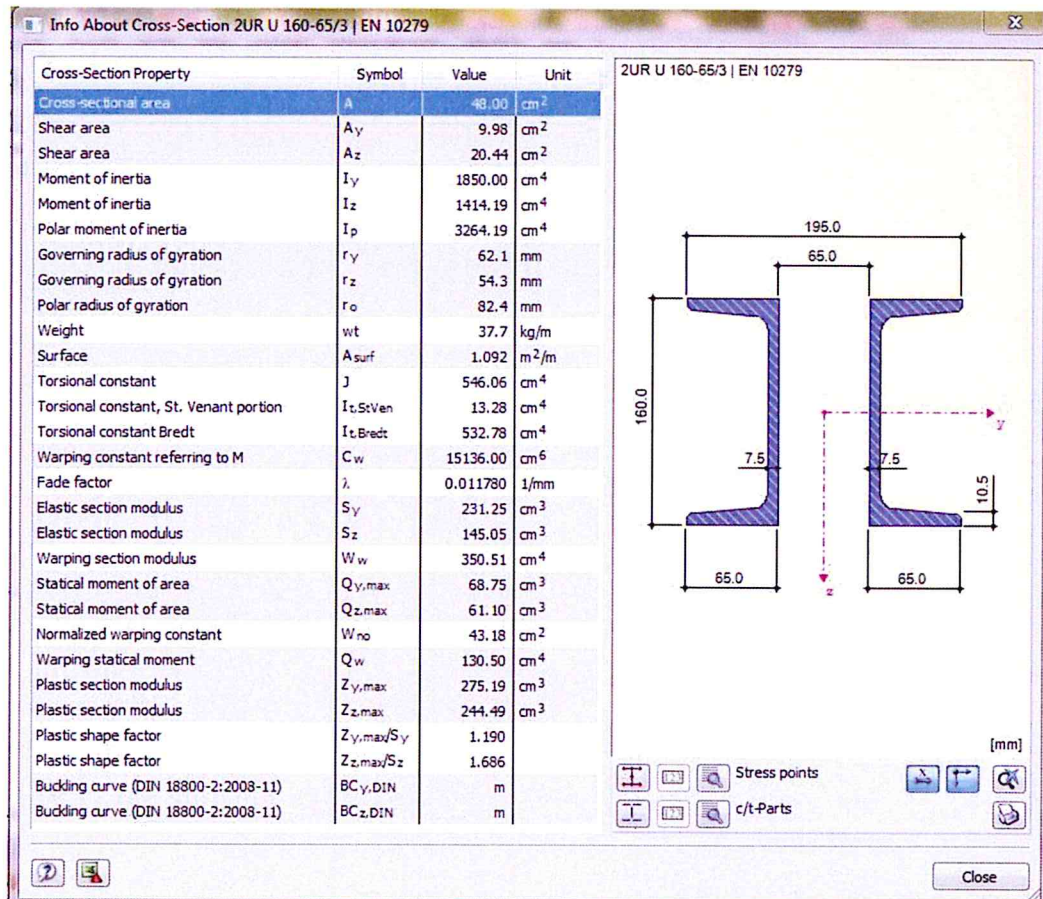 Info About Cross-Section 2UR U 160-65/3 | EN 10279
Cross-Section Property Symbol Value Unit
Cross-sectional area A 48.00 cm2
Shear area Ay 9.98 cm2
Shear area Az 20.44 cm2
Moment of inertia Iy 1850.00 cm4
Moment of inertia Iz 1414.19 cm4
Polar moment of inertia Ip 3264.19 cm4
Governing radius of gyration ry 62.1 mm
Governing radius of gyration rz 54.3 mm
Polar radius of gyration ro 82.4 mm
Weight wt 37.7 kg/m
Surface Asurf 1.092 m2/m
Torsional constant J 546.06 cm4
Torsional constant, St. Venant portion It,StVen 13.28 cm4
Torsional constant Bredt It,Bredt 532.78 cm4
Warping constant referring to M Cw 15136.00 cm6
Fade factor λ 0.011780 1/mm
Elastic section modulus Sy 231.25 cm3
Elastic section modulus Sz 145.05 cm3
Warping section modulus Ww 350.51 cm4
Statical moment of area Qy,max 68.75 cm3
Statical moment of area Qz,max 61.10 cm3
Normalized warping constant Wno 43.18 cm2
Warping statical moment Qw 130.50 cm4
Plastic section modulus Zy,max 275.19 cm3
Plastic section modulus Zz,max 244.49 cm3
Plastic shape factor Zy,max/Sy 1.190
Plastic shape factor Zz,max/Sz 1.686
Buckling curve (DIN 18800-2:2008-11) BCy,DIN m
Buckling curve (DIN 18800-2:2008-11) BCz,DIN m
2UR U 160-65/3 | EN 10279
195.0
65.0
160.0
y
7.5 7.5
10.5
65.0 65.0
z
[mm]
Stress points
c/t-Parts
Close